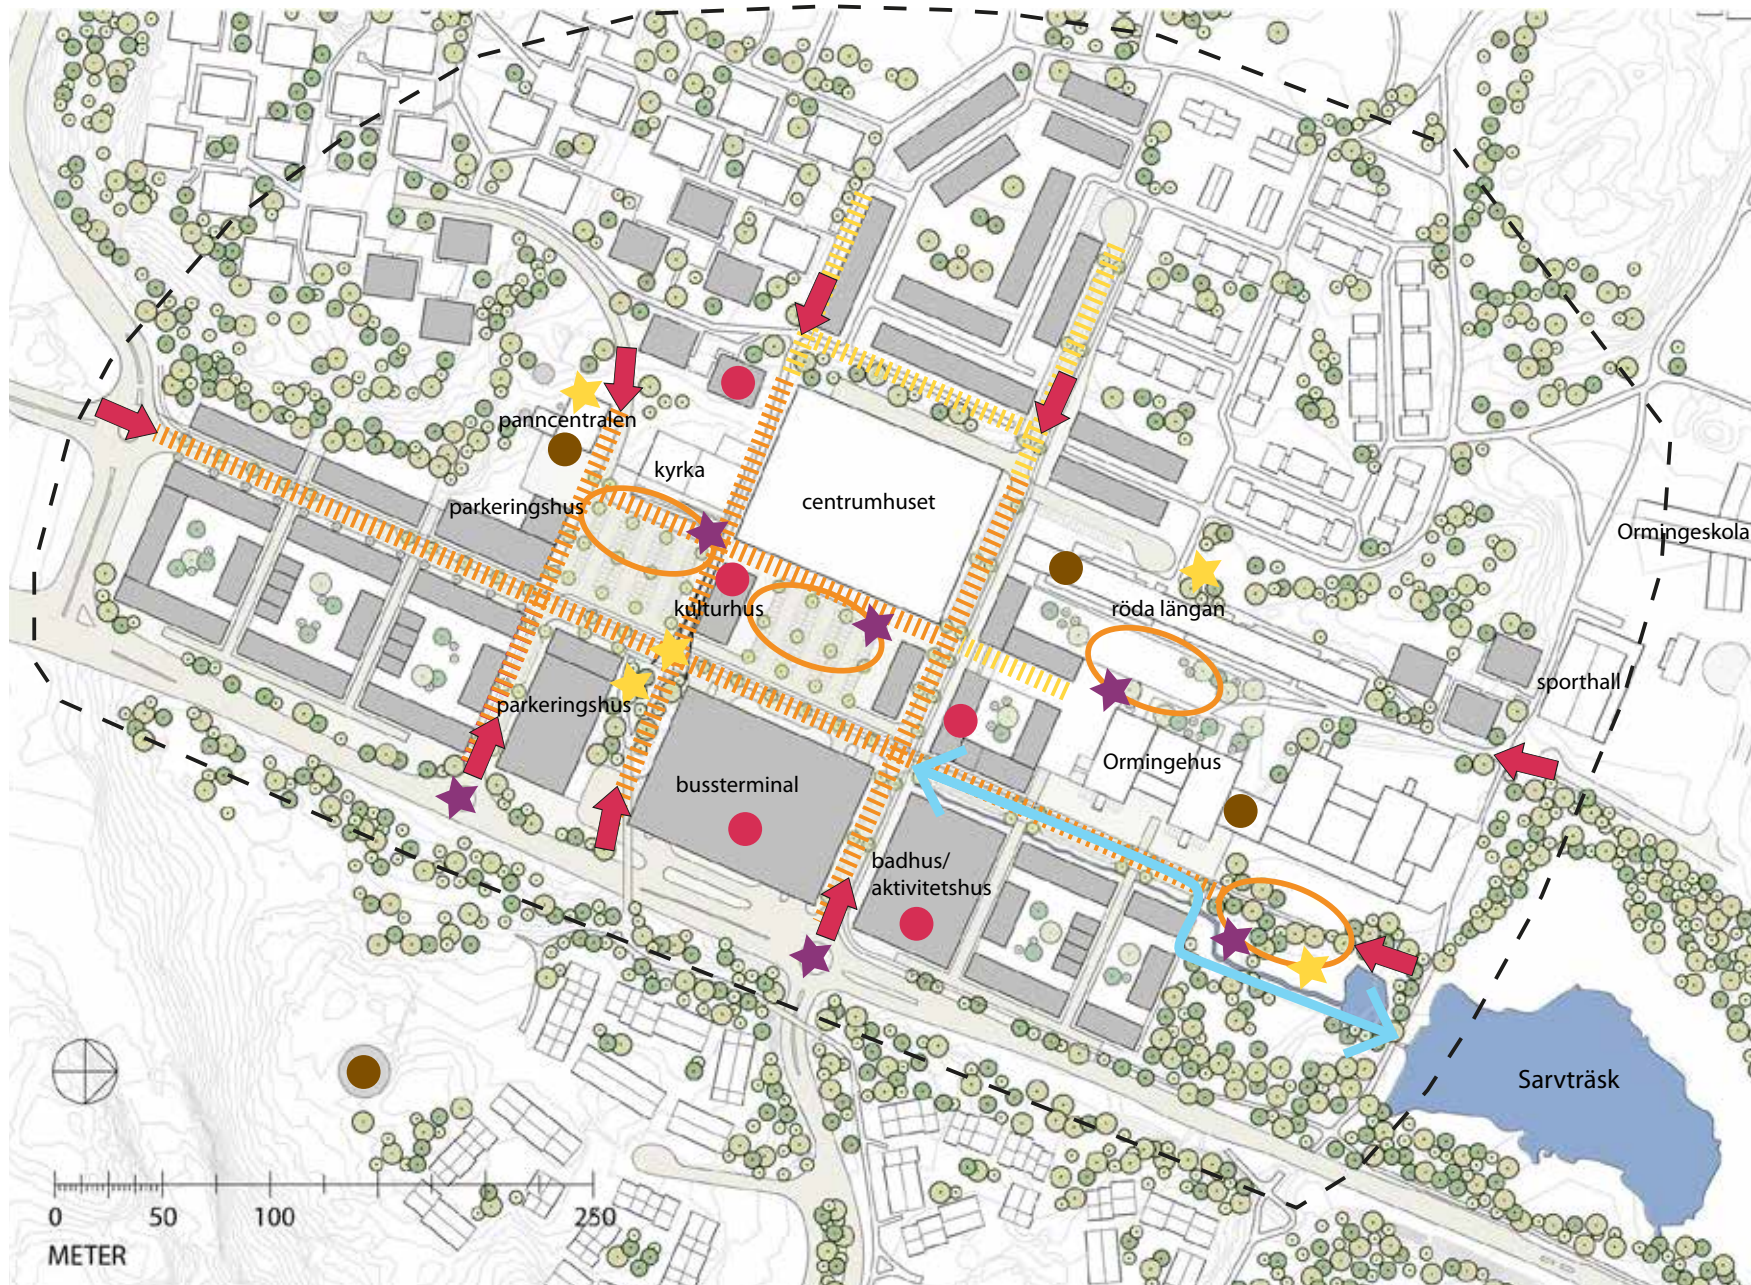 panncentralen
kyrka
parkeringshus
centrumhuset
Ormingeskola
kulturhus
röda längan
sporthall
parkeringshus
Ormingehus
bussterminal
badhus/
aktivitetshus
Sarvträsk
0 50 100 250
METER